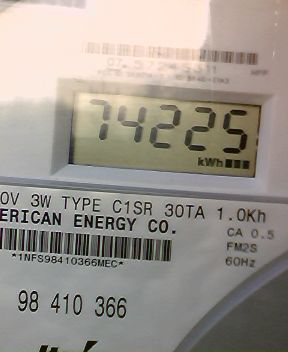 74225
kWh
0V 3W TYPE C1SR 30TA 1.0Kh
ERICAN ENERGY CO.
CA 0.5
FM2S
60Hz
*1NFS98410366MEC*
98 410 366